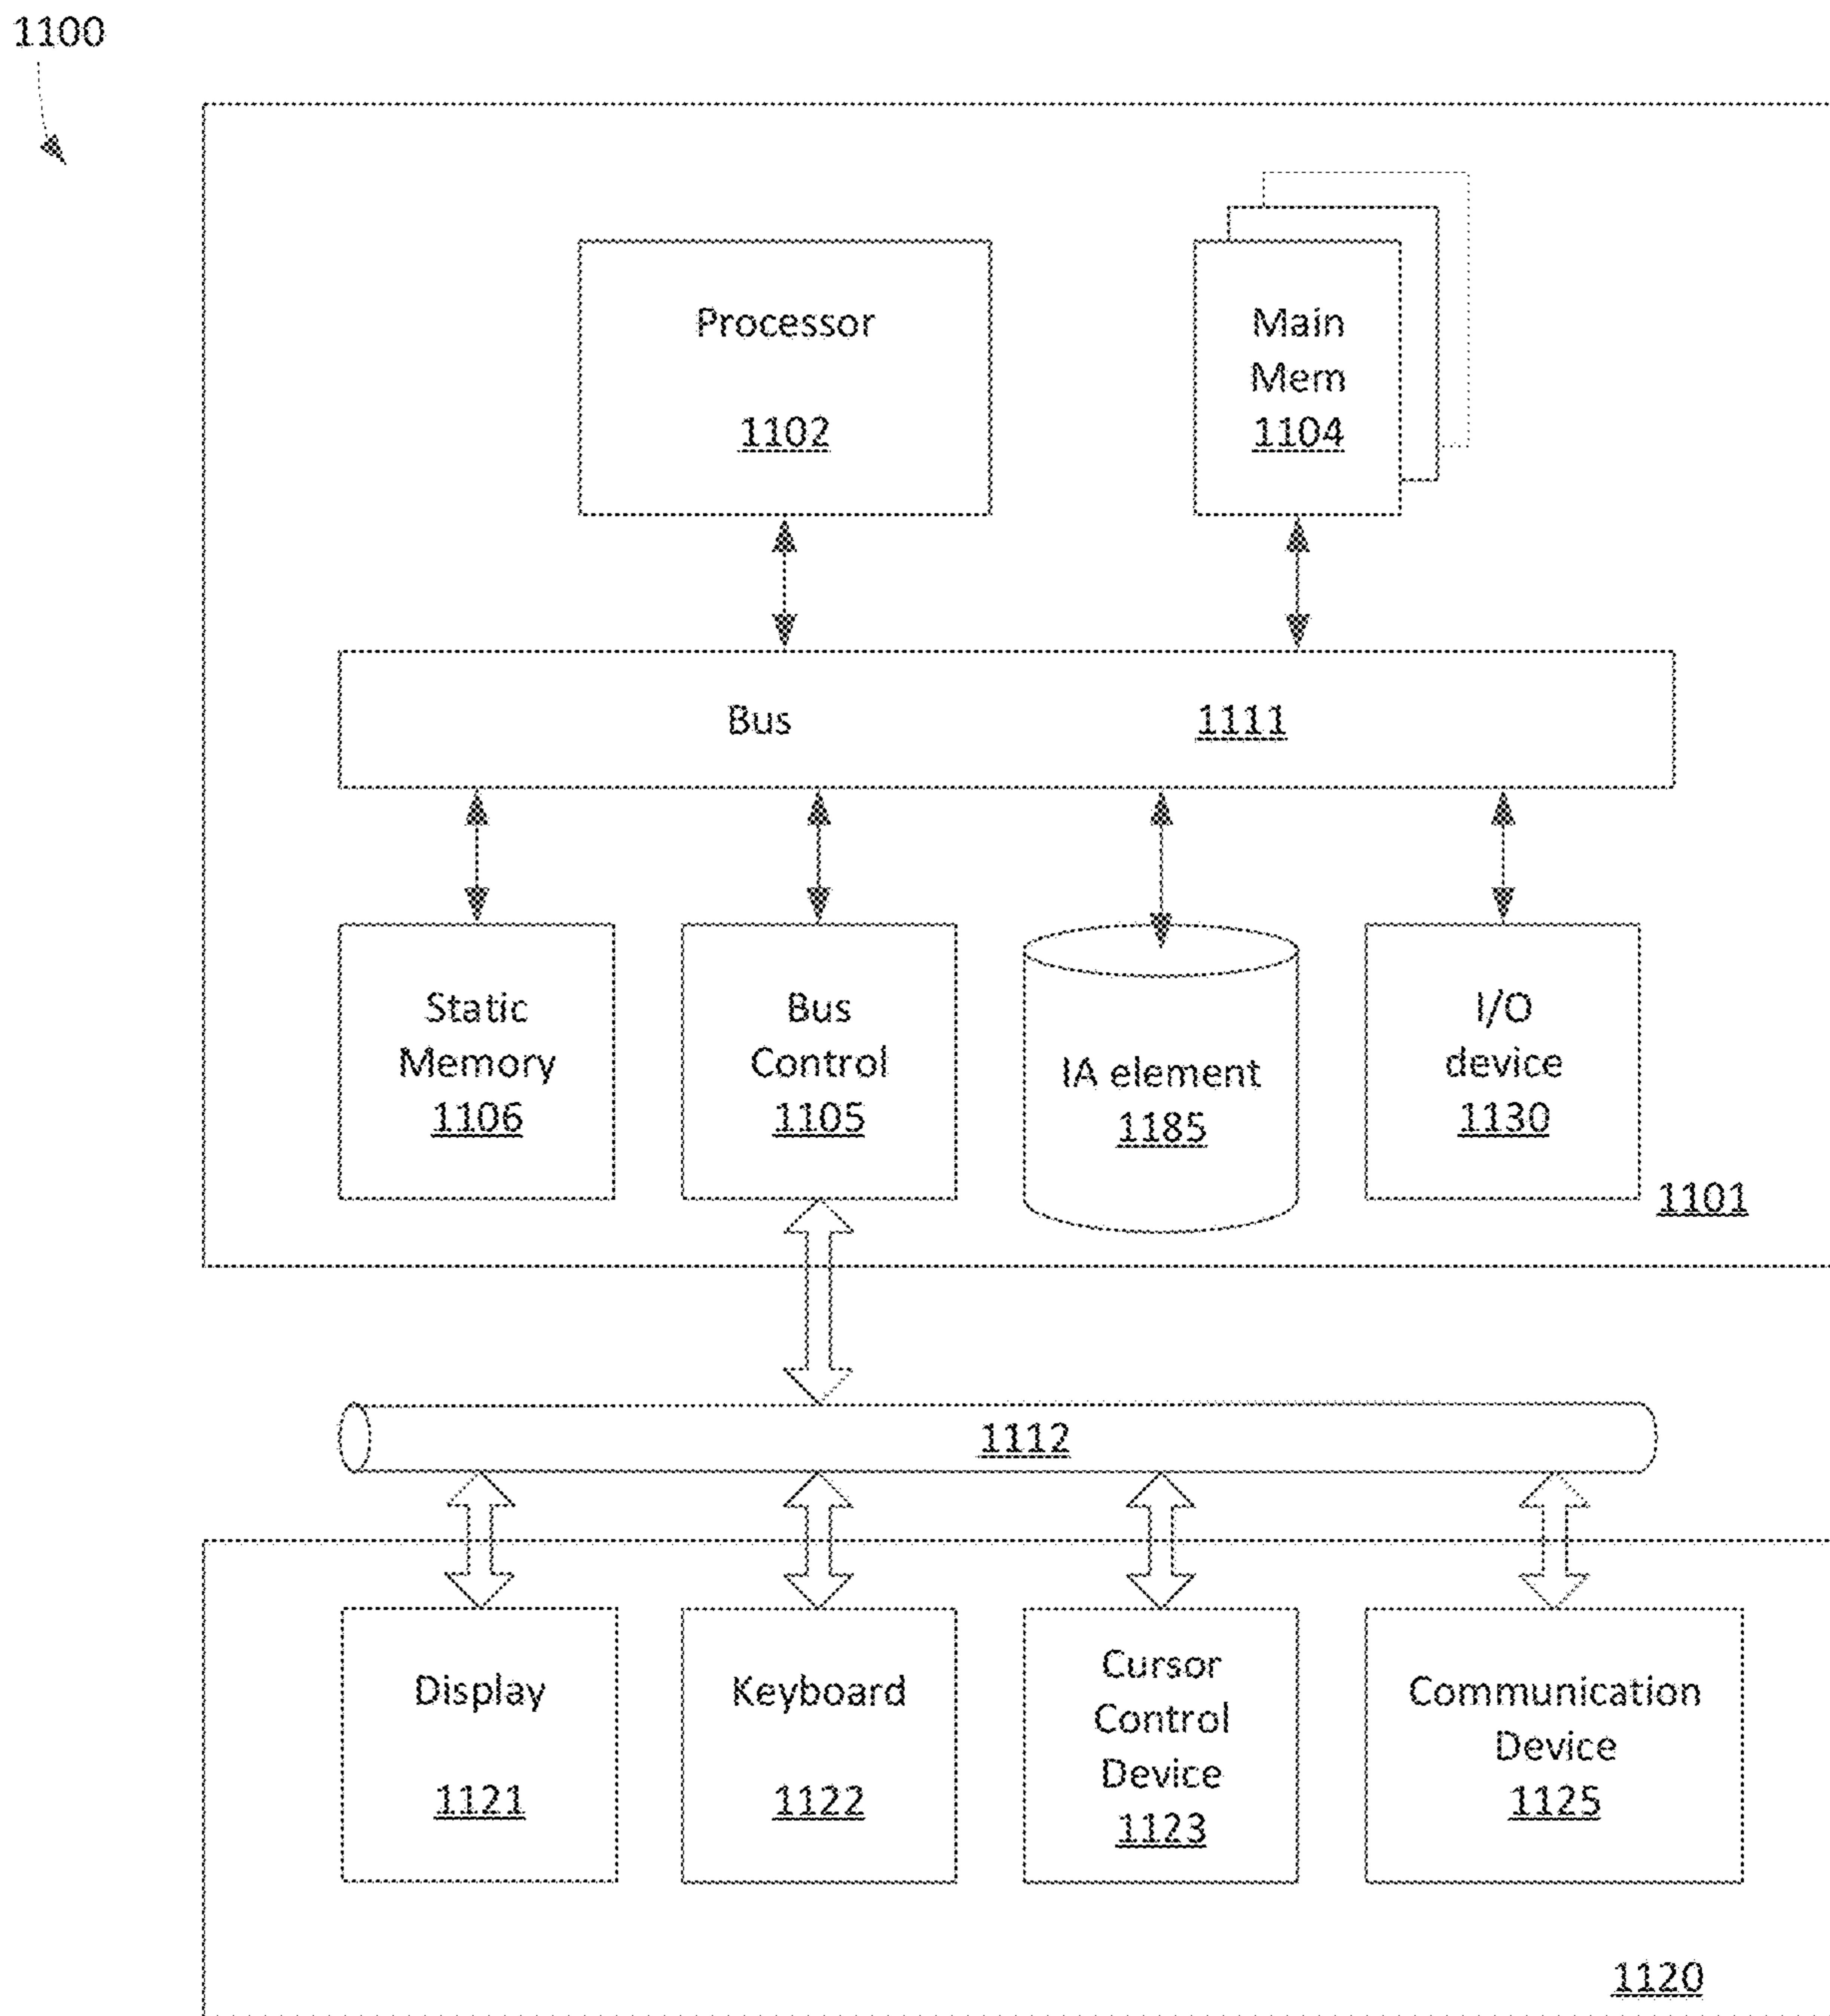 1100
Processor
1102
Main
Mem
1104
Bus 1111
Static
Memory
1106
Bus
Control
1105
IA element
1185
I/O
device
1130
1101
1112
Display
1121
Keyboard
1122
Cursor
Control
Device
1123
Communication
Device
1125
1120